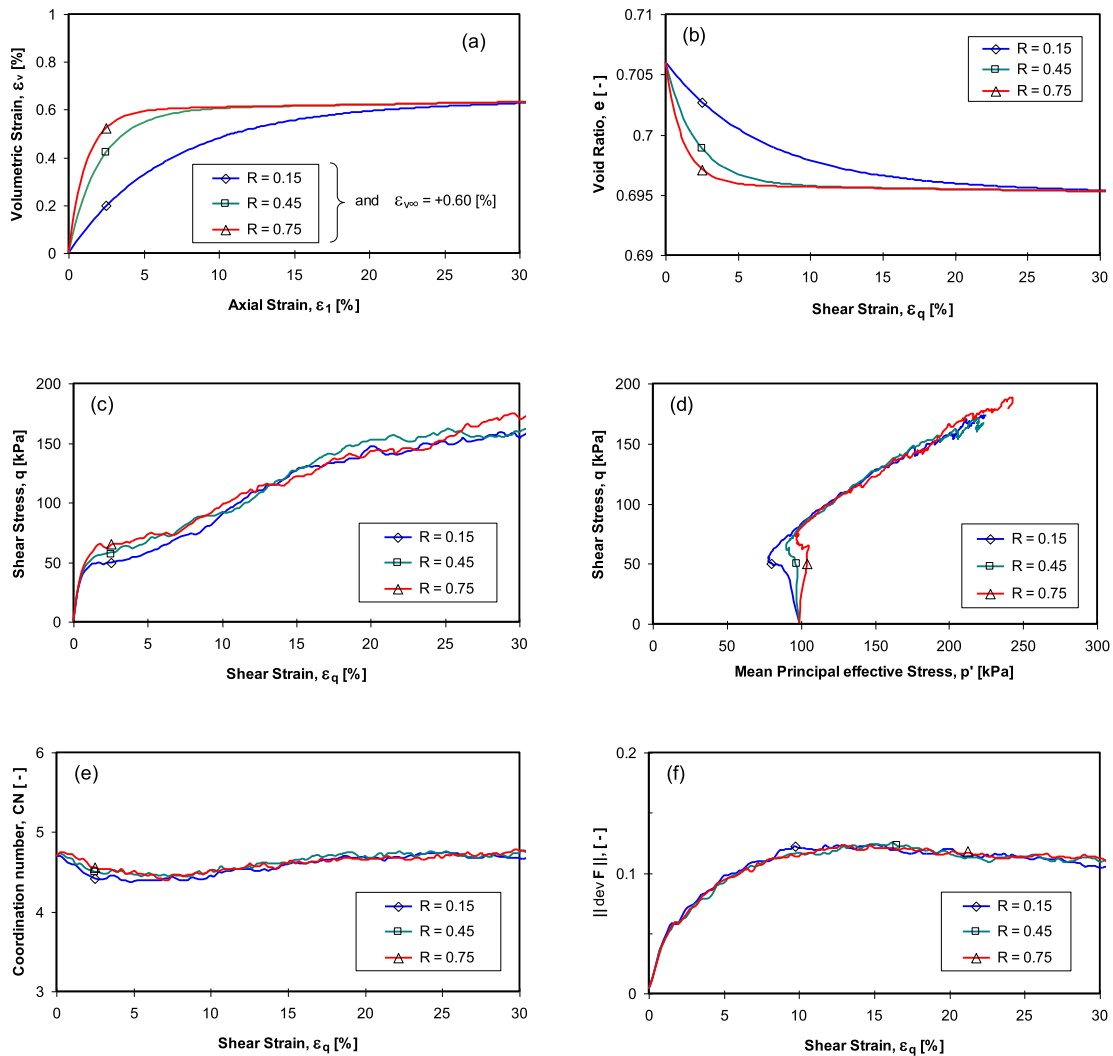 (a)
Volumetric Strain, εv [%]
1
0.8
0.6
0.4
0.2
0
0 5 10 15 20 25 30
Axial Strain, ε1 [%]
R = 0.15
R = 0.45
R = 0.75
and εv∞ = +0.60 [%]
(b)
Void Ratio, e [ - ]
0.71
0.705
0.7
0.695
0.69
0 5 10 15 20 25 30
Shear Strain, εq [%]
R = 0.15
R = 0.45
R = 0.75
(c)
Shear Stress, q [kPa]
200
150
100
50
0
0 5 10 15 20 25 30
Shear Strain, εq [%]
R = 0.15
R = 0.45
R = 0.75
(d)
Shear Stress, q [kPa]
200
150
100
50
0
0 50 100 150 200 250 300
Mean Principal effective Stress, p' [kPa]
R = 0.15
R = 0.45
R = 0.75
(e)
Coordination number, CN [ - ]
6
5
4
3
0 5 10 15 20 25 30
Shear Strain, εq [%]
R = 0.15
R = 0.45
R = 0.75
(f)
|| dev F ||, [ - ]
0.2
0.1
0
0 5 10 15 20 25 30
Shear Strain, εq [%]
R = 0.15
R = 0.45
R = 0.75